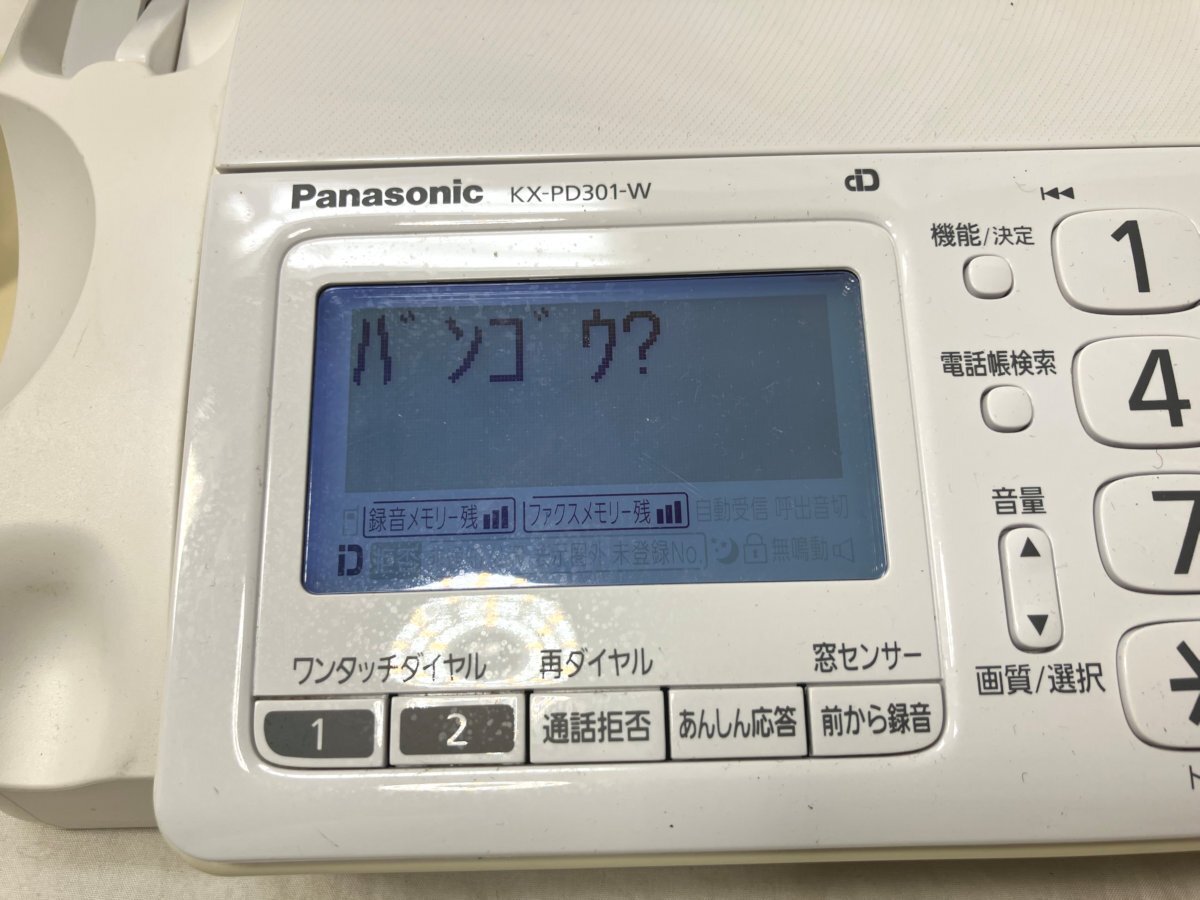 Panasonic KX-PD301-W
iD
機能/決定
1
バンゴウ?
電話帳検索
4
音量
7
録音メモリー残 ファクスメモリー残 自動受信 呼出音切
iD 圏外 未登録No. 無鳴動
画質/選択
ワンタッチダイヤル 再ダイヤル 窓センサー
1 2 通話拒否 あんしん応答 前から録音
ト